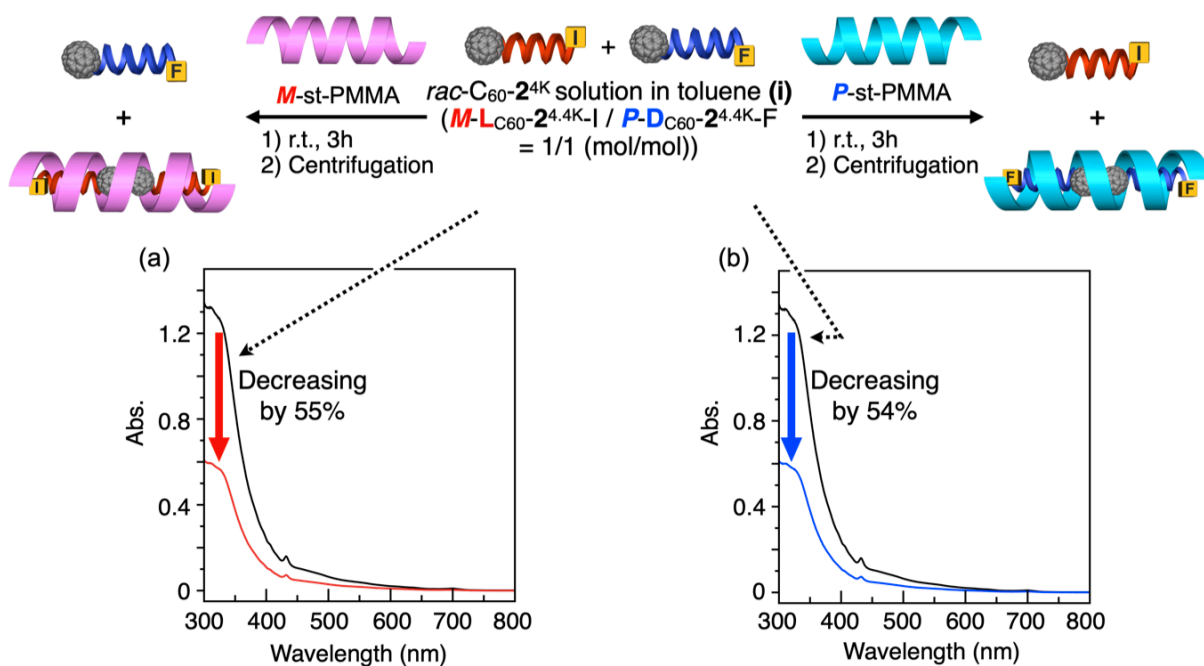 I
F
F
I
M-st-PMMA
rac-C60-2^4K solution in toluene (i)
P-st-PMMA
+
+
+
(M-L_C60-2^4.4K-I / P-D_C60-2^4.4K-F
= 1/1 (mol/mol))
1) r.t., 3h
2) Centrifugation
1) r.t., 3h
2) Centrifugation
I
I
F
F
(a)
1.2
0.8
0.4
0
Abs.
Decreasing
by 55%
300 400 500 600 700 800
Wavelength (nm)
(b)
1.2
0.8
0.4
0
Abs.
Decreasing
by 54%
300 400 500 600 700 800
Wavelength (nm)